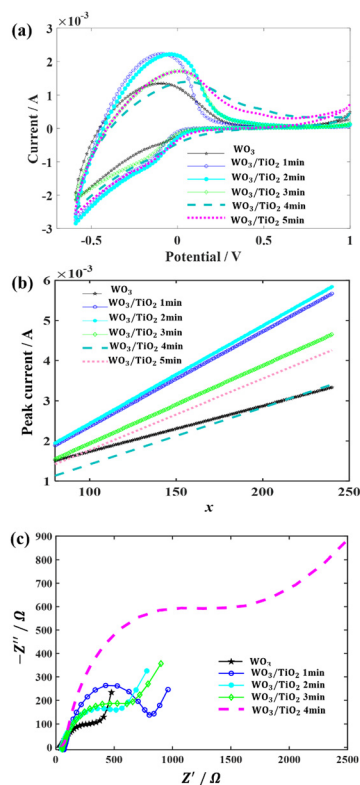 (a)
×10⁻³
3
2
1
0
-1
-2
-3
Current / A
WO₃
WO₃/TiO₂ 1min
WO₃/TiO₂ 2min
WO₃/TiO₂ 3min
WO₃/TiO₂ 4min
WO₃/TiO₂ 5min
-0.5 0 0.5 1
Potential / V
(b)
×10⁻³
6
5
4
3
2
1
Peak current / A
WO₃
WO₃/TiO₂ 1min
WO₃/TiO₂ 2min
WO₃/TiO₂ 3min
WO₃/TiO₂ 4min
WO₃/TiO₂ 5min
100 150 200 250
x
(c)
900
800
700
600
500
400
300
200
100
0
-Z'' / Ω
WO₃
WO₃/TiO₂ 1min
WO₃/TiO₂ 2min
WO₃/TiO₂ 3min
WO₃/TiO₂ 4min
0 500 1000 1500 2000 2500
Z' / Ω